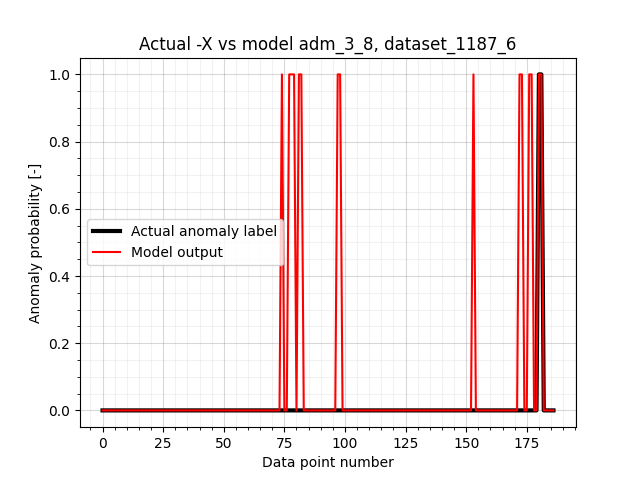 Actual -X vs model adm_3_8, dataset_1187_6
Anomaly probability [-]
1.0
0.8
0.6
0.4
0.2
0.0
Actual anomaly label
Model output
0 25 50 75 100 125 150 175
Data point number